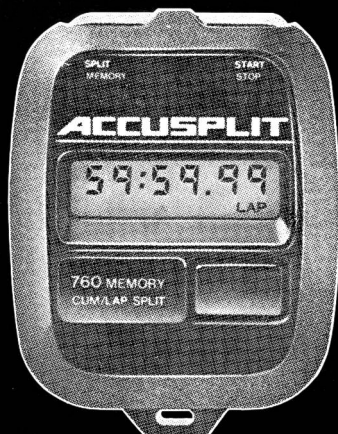 SPLIT START
MEMORY STOP
ACCUSPLIT
59:59.99
LAP
760 MEMORY
CUM/LAP SPLIT